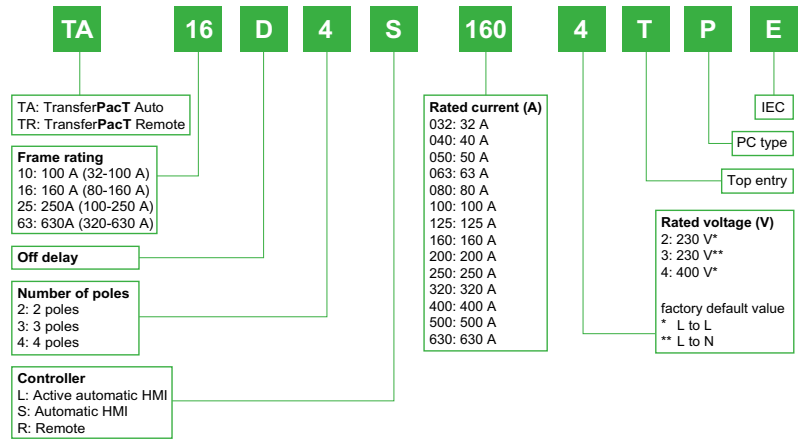 TA 16 D 4 S 160 4 T P E
TA: TransferPacT Auto
TR: TransferPacT Remote
Frame rating
10: 100 A (32-100 A)
16: 160 A (80-160 A)
25: 250A (100-250 A)
63: 630A (320-630 A)
Off delay
Number of poles
2: 2 poles
3: 3 poles
4: 4 poles
Controller
L: Active automatic HMI
S: Automatic HMI
R: Remote
Rated current (A)
032: 32 A
040: 40 A
050: 50 A
063: 63 A
080: 80 A
100: 100 A
125: 125 A
160: 160 A
200: 200 A
250: 250 A
320: 320 A
400: 400 A
500: 500 A
630: 630 A
IEC
PC type
Top entry
Rated voltage (V)
2: 230 V*
3: 230 V**
4: 400 V*
factory default value
* L to L
** L to N